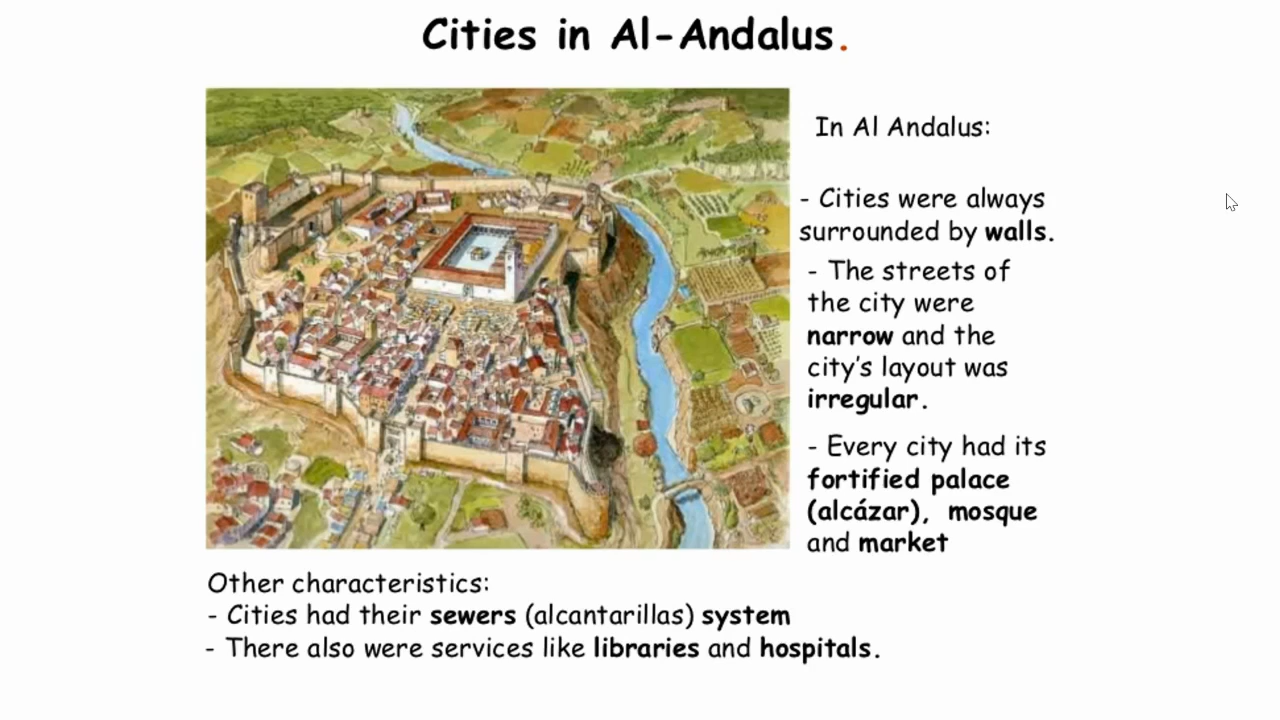 Cities in Al-Andalus.
In Al Andalus:
- Cities were always
surrounded by walls.
- The streets of
the city were
narrow and the
city's layout was
irregular.
- Every city had its
fortified palace
(alcázar), mosque
and market
Other characteristics:
- Cities had their sewers (alcantarillas) system
- There also were services like libraries and hospitals.